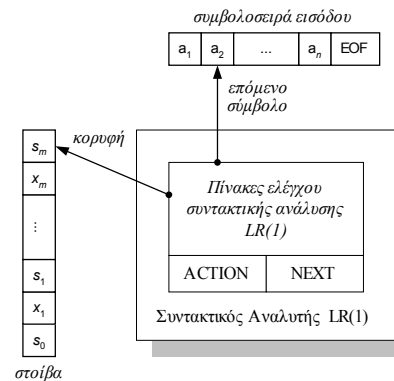 συμβολοσειρά εισόδου
a1 a2 ... an EOF
επόμενο
σύμβολο
κορυφή
sm
xm
...
s1
x1
s0
στοίβα
Πίνακες ελέγχου
συντακτικής ανάλυσης
LR(1)
ACTION NEXT
Συντακτικός Αναλυτής LR(1)